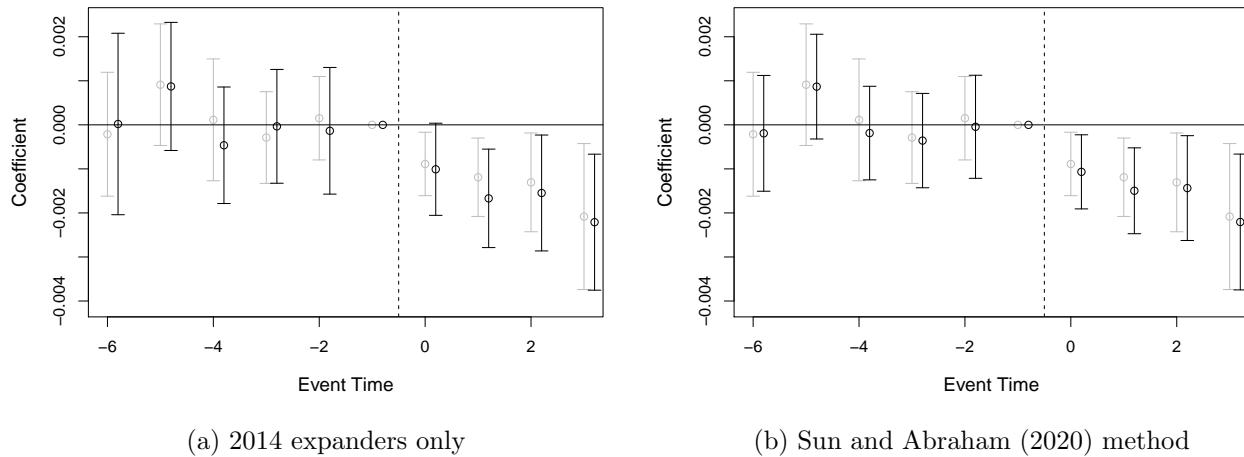 0.002
0.000
−0.002
−0.004
Coefficient
−6 −4 −2 0 2
Event Time
(a) 2014 expanders only
0.002
0.000
−0.002
−0.004
Coefficient
−6 −4 −2 0 2
Event Time
(b) Sun and Abraham (2020) method